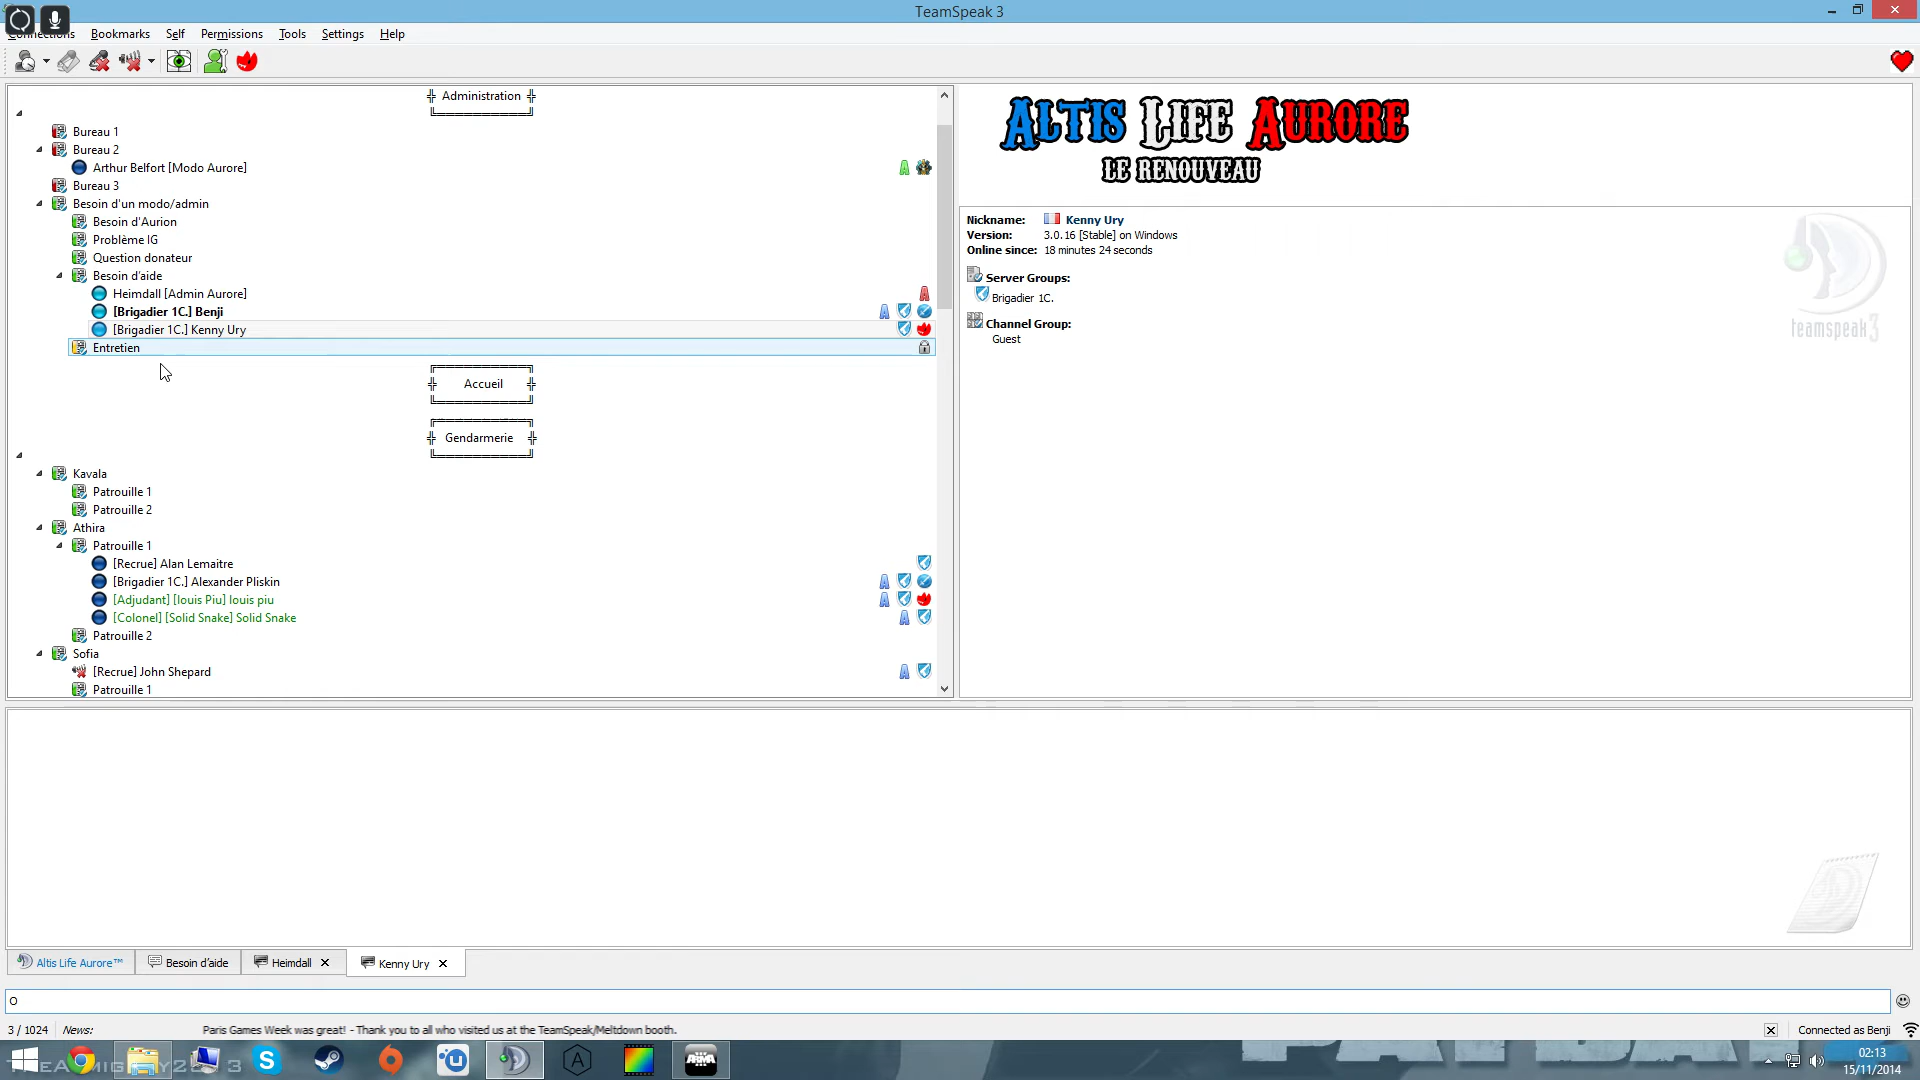 TeamSpeak 3
Connections Bookmarks Self Permissions Tools Settings Help
Administration
Bureau 1
Bureau 2
Arthur Belfort [Modo Aurore]
Bureau 3
Besoin d'un modo/admin
Besoin d'Aurion
Problème IG
Question donateur
Besoin d'aide
Heimdall [Admin Aurore]
[Brigadier 1C.] Benji
[Brigadier 1C.] Kenny Ury
Entretien
Accueil
Gendarmerie
Kavala
Patrouille 1
Patrouille 2
Athira
Patrouille 1
[Recrue] Alan Lemaitre
[Brigadier 1C.] Alexander Pliskin
[Adjudant] [louis Piu] louis piu
[Colonel] [Solid Snake] Solid Snake
Patrouille 2
Sofia
[Recrue] John Shepard
Patrouille 1
ALTIS LIFE AURORE
LE RENOUVEAU
Nickname: Kenny Ury
Version: 3.0.16 [Stable] on Windows
Online since: 18 minutes 24 seconds
Server Groups:
Brigadier 1C.
Channel Group:
Guest
teamspeak3
Altis Life Aurore™ Besoin d'aide Heimdall Kenny Ury
O
3 / 1024 News: Paris Games Week was great! - Thank you to all who visited us at the TeamSpeak/Meltdown booth. Connected as Benji
02:13
15/11/2014